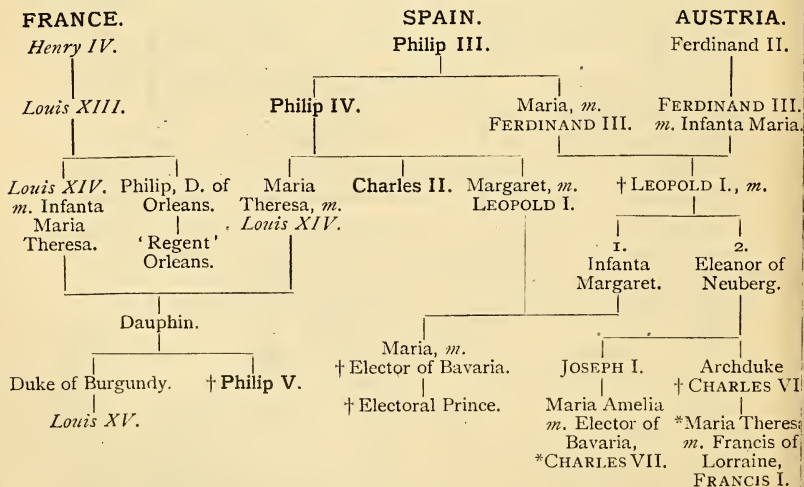 FRANCE. SPAIN. AUSTRIA.
Henry IV. Philip III. Ferdinand II.
Louis XIII. Philip IV. Maria, m. FERDINAND III.
FERDINAND III. m. Infanta Maria.
Louis XIV. Philip, D. of Maria Charles II. Margaret, m. † LEOPOLD I., m.
m. Infanta Orleans. Theresa, m. LEOPOLD I.
Maria Louis XIV. 1. 2.
Theresa. 'Regent' Infanta Eleanor of
Orleans. Margaret. Neuberg.
Dauphin.
Maria, m.
† Elector of Bavaria. JOSEPH I. Archduke
Duke of Burgundy. † Philip V. † CHARLES VI
† Electoral Prince. Maria Amelia
Louis XV. m. Elector of *Maria Theres
Bavaria, m. Francis of
*CHARLES VII. Lorraine,
FRANCIS I.